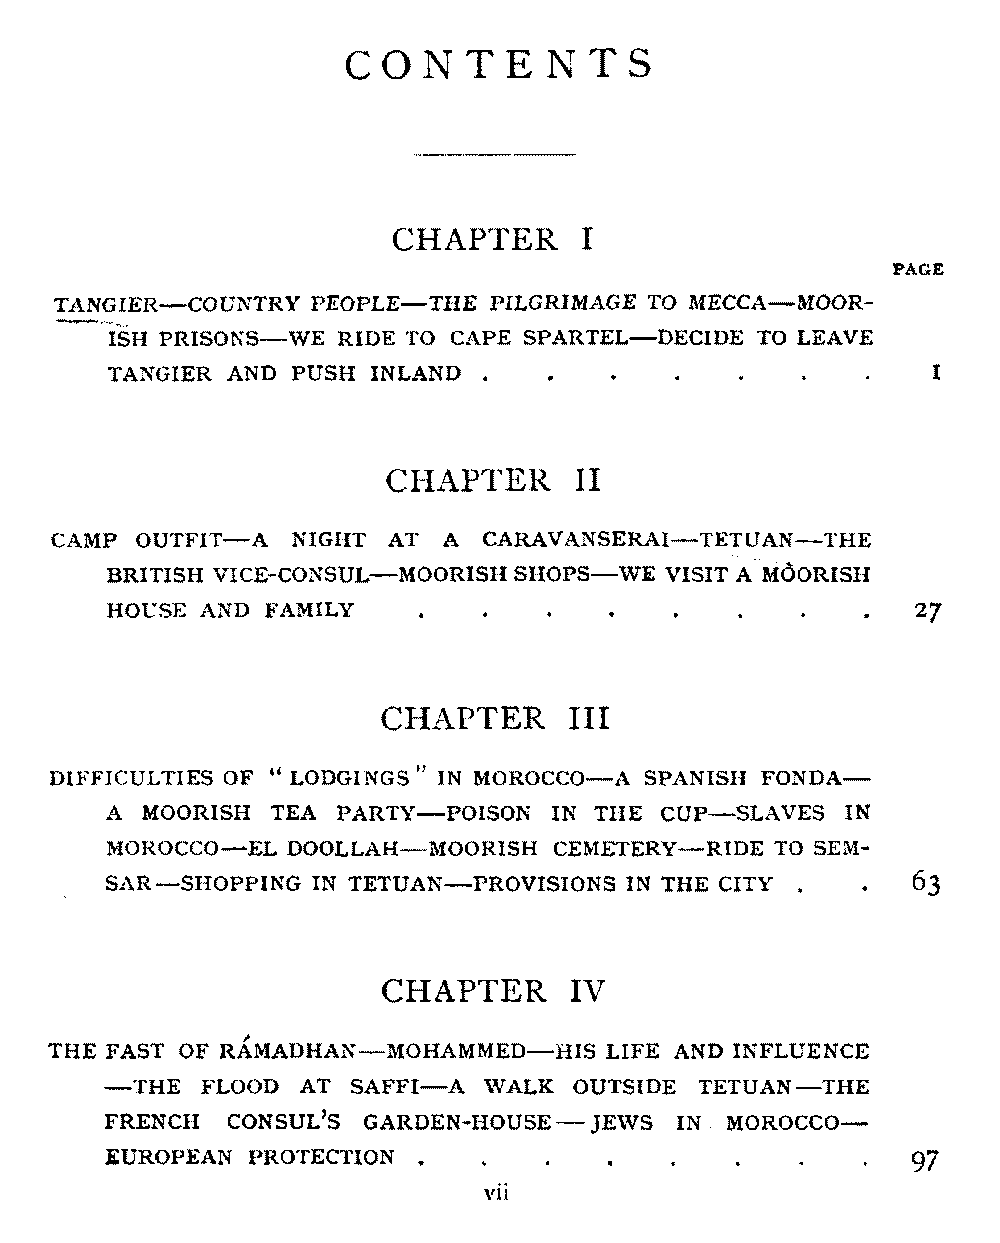 CONTENTS
CHAPTER I
PAGE
TANGIER—COUNTRY PEOPLE—THE PILGRIMAGE TO MECCA—MOOR-
ISH PRISONS—WE RIDE TO CAPE SPARTEL—DECIDE TO LEAVE
TANGIER AND PUSH INLAND . . . . . . . 1
CHAPTER II
CAMP OUTFIT—A NIGHT AT A CARAVANSERAI—TETUAN—THE
BRITISH VICE-CONSUL—MOORISH SHOPS—WE VISIT A MOORISH
HOUSE AND FAMILY . . . . . . . . 27
CHAPTER III
DIFFICULTIES OF "LODGINGS" IN MOROCCO—A SPANISH FONDA—
A MOORISH TEA PARTY—POISON IN THE CUP—SLAVES IN
MOROCCO—EL DOOLLAH—MOORISH CEMETERY—RIDE TO SEM-
SAR—SHOPPING IN TETUAN—PROVISIONS IN THE CITY . . 63
CHAPTER IV
THE FAST OF RÁMADHAN—MOHAMMED—HIS LIFE AND INFLUENCE
—THE FLOOD AT SAFFI—A WALK OUTSIDE TETUAN—THE
FRENCH CONSUL'S GARDEN-HOUSE—JEWS IN MOROCCO—
EUROPEAN PROTECTION . . . . . . . . 97
vii